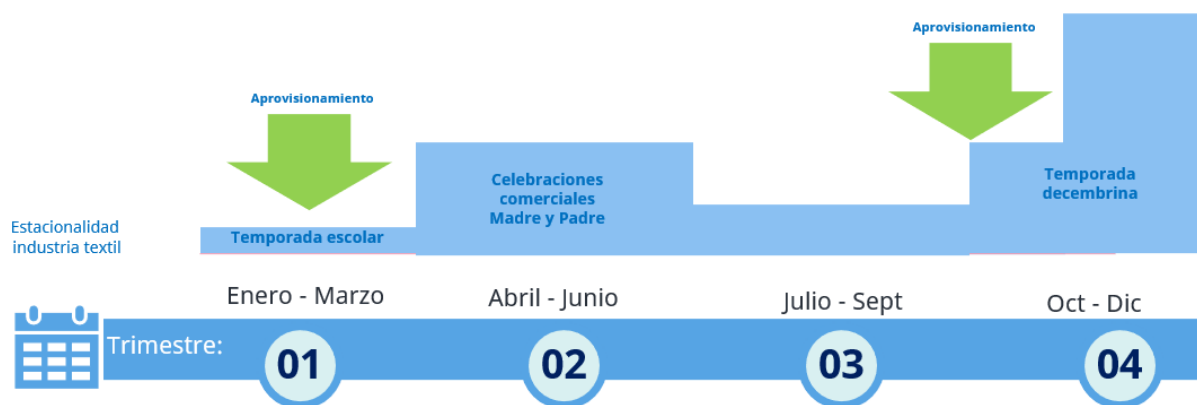 Aprovisionamiento
Aprovisionamiento
Celebraciones
comerciales
Madre y Padre
Temporada
decembrina
Estacionalidad
industria textil
Temporada escolar
Enero - Marzo
Abril - Junio
Julio - Sept
Oct - Dic
Trimestre:
01
02
03
04